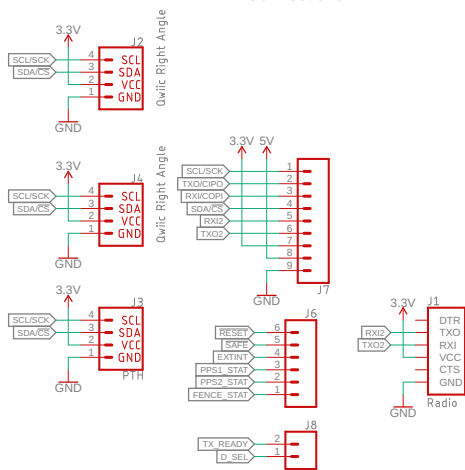 J2
3.3V
SCL/SCK 4 SCL
SDA/CS 3 SDA
2 VCC
1 GND
GND
Qwiic Right Angle
J4
3.3V
SCL/SCK 4 SCL
SDA/CS 3 SDA
2 VCC
1 GND
GND
Qwiic Right Angle
3.3V 5V
SCL/SCK 1
TXO/CIPO 2
RXI/COPI 3
SDA/CS 4
RXI2 5
TXO2 6
7
8
9
GND
J7
J3
3.3V
SCL/SCK 4 SCL
SDA/CS 3 SDA
2 VCC
1 GND
GND
PTH
J6
RESET 6
SAFE 5
EXTINT 4
PPS1_STAT 3
PPS2_STAT 2
FENCE_STAT 1
J1
3.3V
DTR
RXI2 TXO
TXO2 RXI
VCC
CTS
GND
GND
Radio
J8
TX_READY 2
D_SEL 1